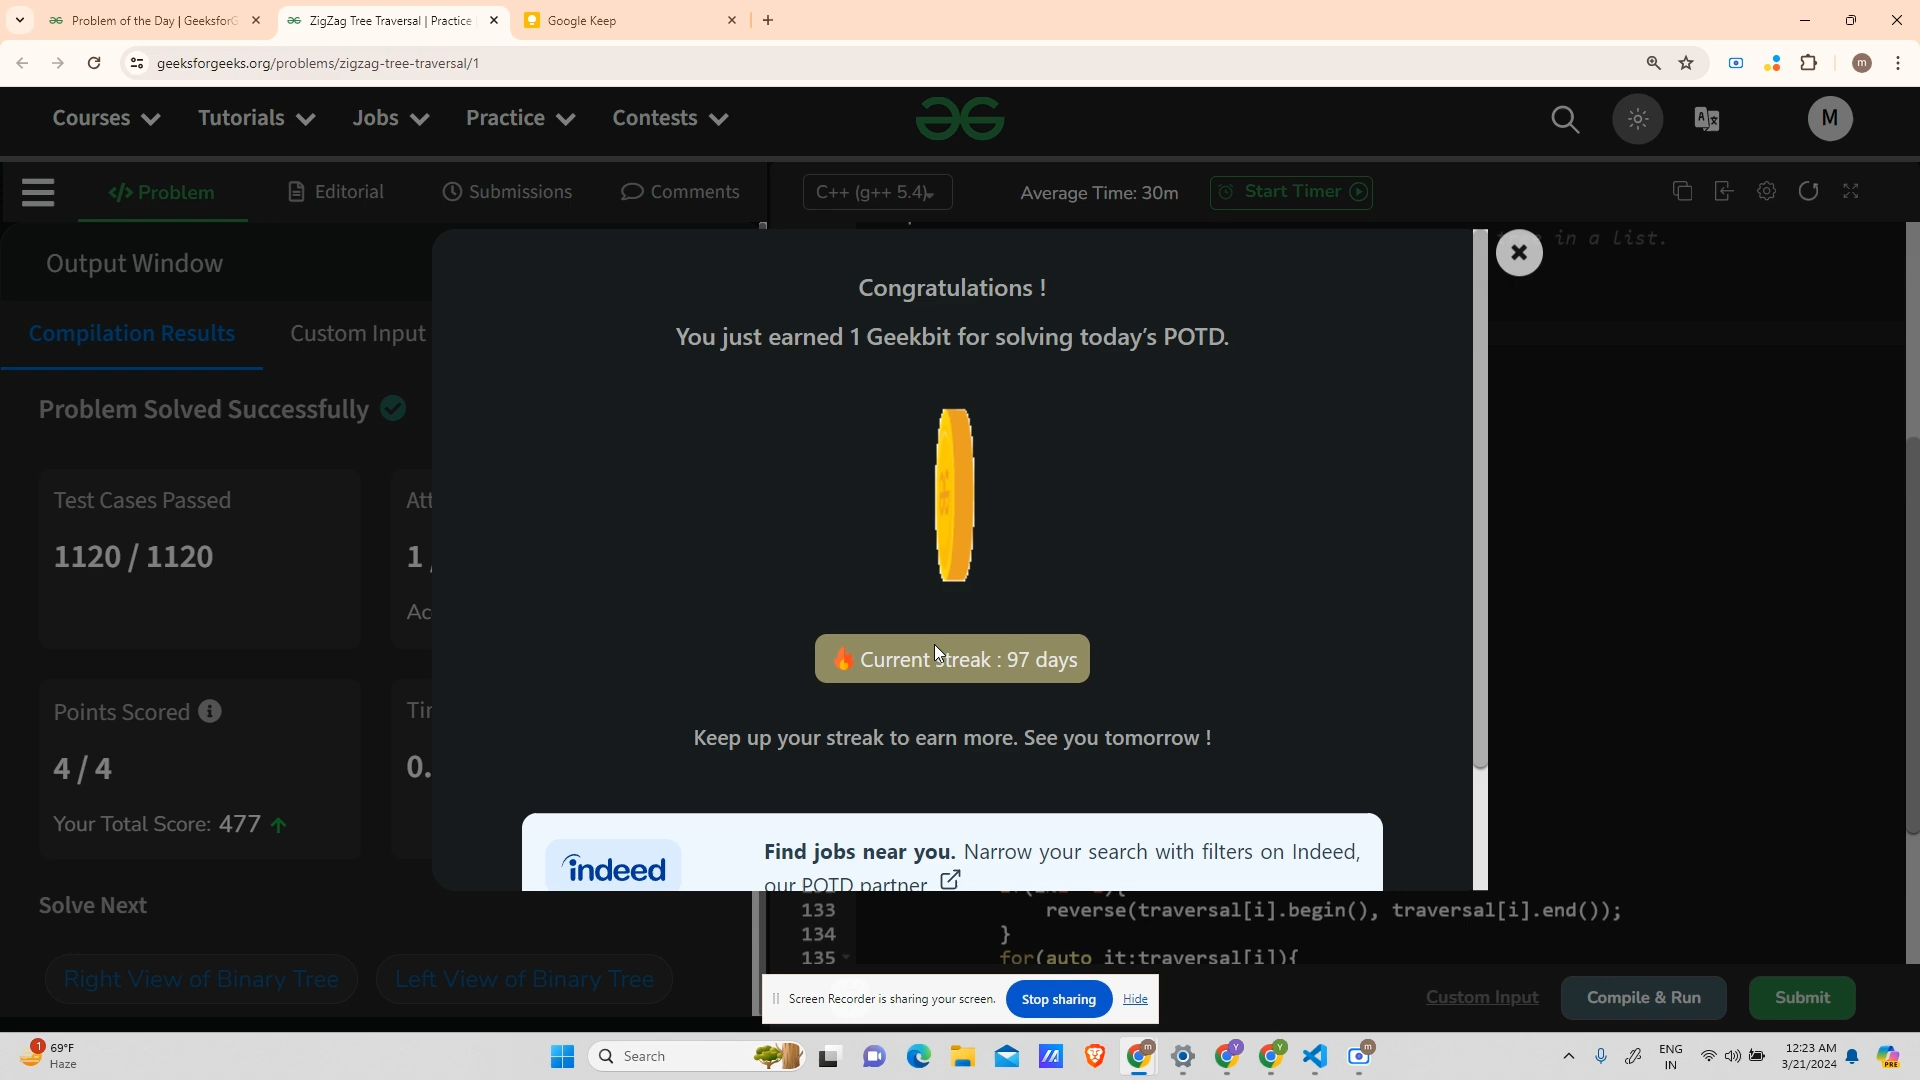 Problem of the Day | GeeksforG
ZigZag Tree Traversal | Practice
Google Keep
geeksforgeeks.org/problems/zigzag-tree-traversal/1
m
Courses
Tutorials
Jobs
Practice
Contests
M
</> Problem
Editorial
Submissions
Comments
C++ (g++ 5.4)
Average Time: 30m
Start Timer
Output Window
in a list.
Congratulations !
You just earned 1 Geekbit for solving today's POTD.
Compilation Results
Custom Input
Problem Solved Successfully
Test Cases Passed
1120 / 1120
Att
1 /
Ac
🔥 Current streak : 97 days
Keep up your streak to earn more. See you tomorrow !
Points Scored
4 / 4
Your Total Score: 477
Tir
0.
indeed
Find jobs near you. Narrow your search with filters on Indeed,
our POTD partner
Solve Next
Right View of Binary Tree
Left View of Binary Tree
133 reverse(traversal[i].begin(), traversal[i].end());
134 }
135 for(auto it:traversal[i]){
Screen Recorder is sharing your screen.
Stop sharing
Hide
Custom Input
Compile & Run
Submit
1
69°F
Haze
Search
ENG
IN
12:23 AM
3/21/2024
PRE